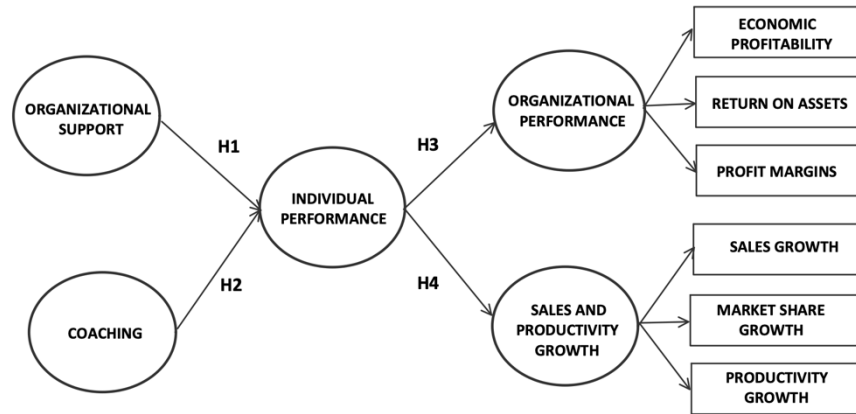 ORGANIZATIONAL
SUPPORT
COACHING
H1
H2
INDIVIDUAL
PERFORMANCE
H3
H4
ORGANIZATIONAL
PERFORMANCE
SALES AND
PRODUCTIVITY
GROWTH
ECONOMIC
PROFITABILITY
RETURN ON ASSETS
PROFIT MARGINS
SALES GROWTH
MARKET SHARE
GROWTH
PRODUCTIVITY
GROWTH